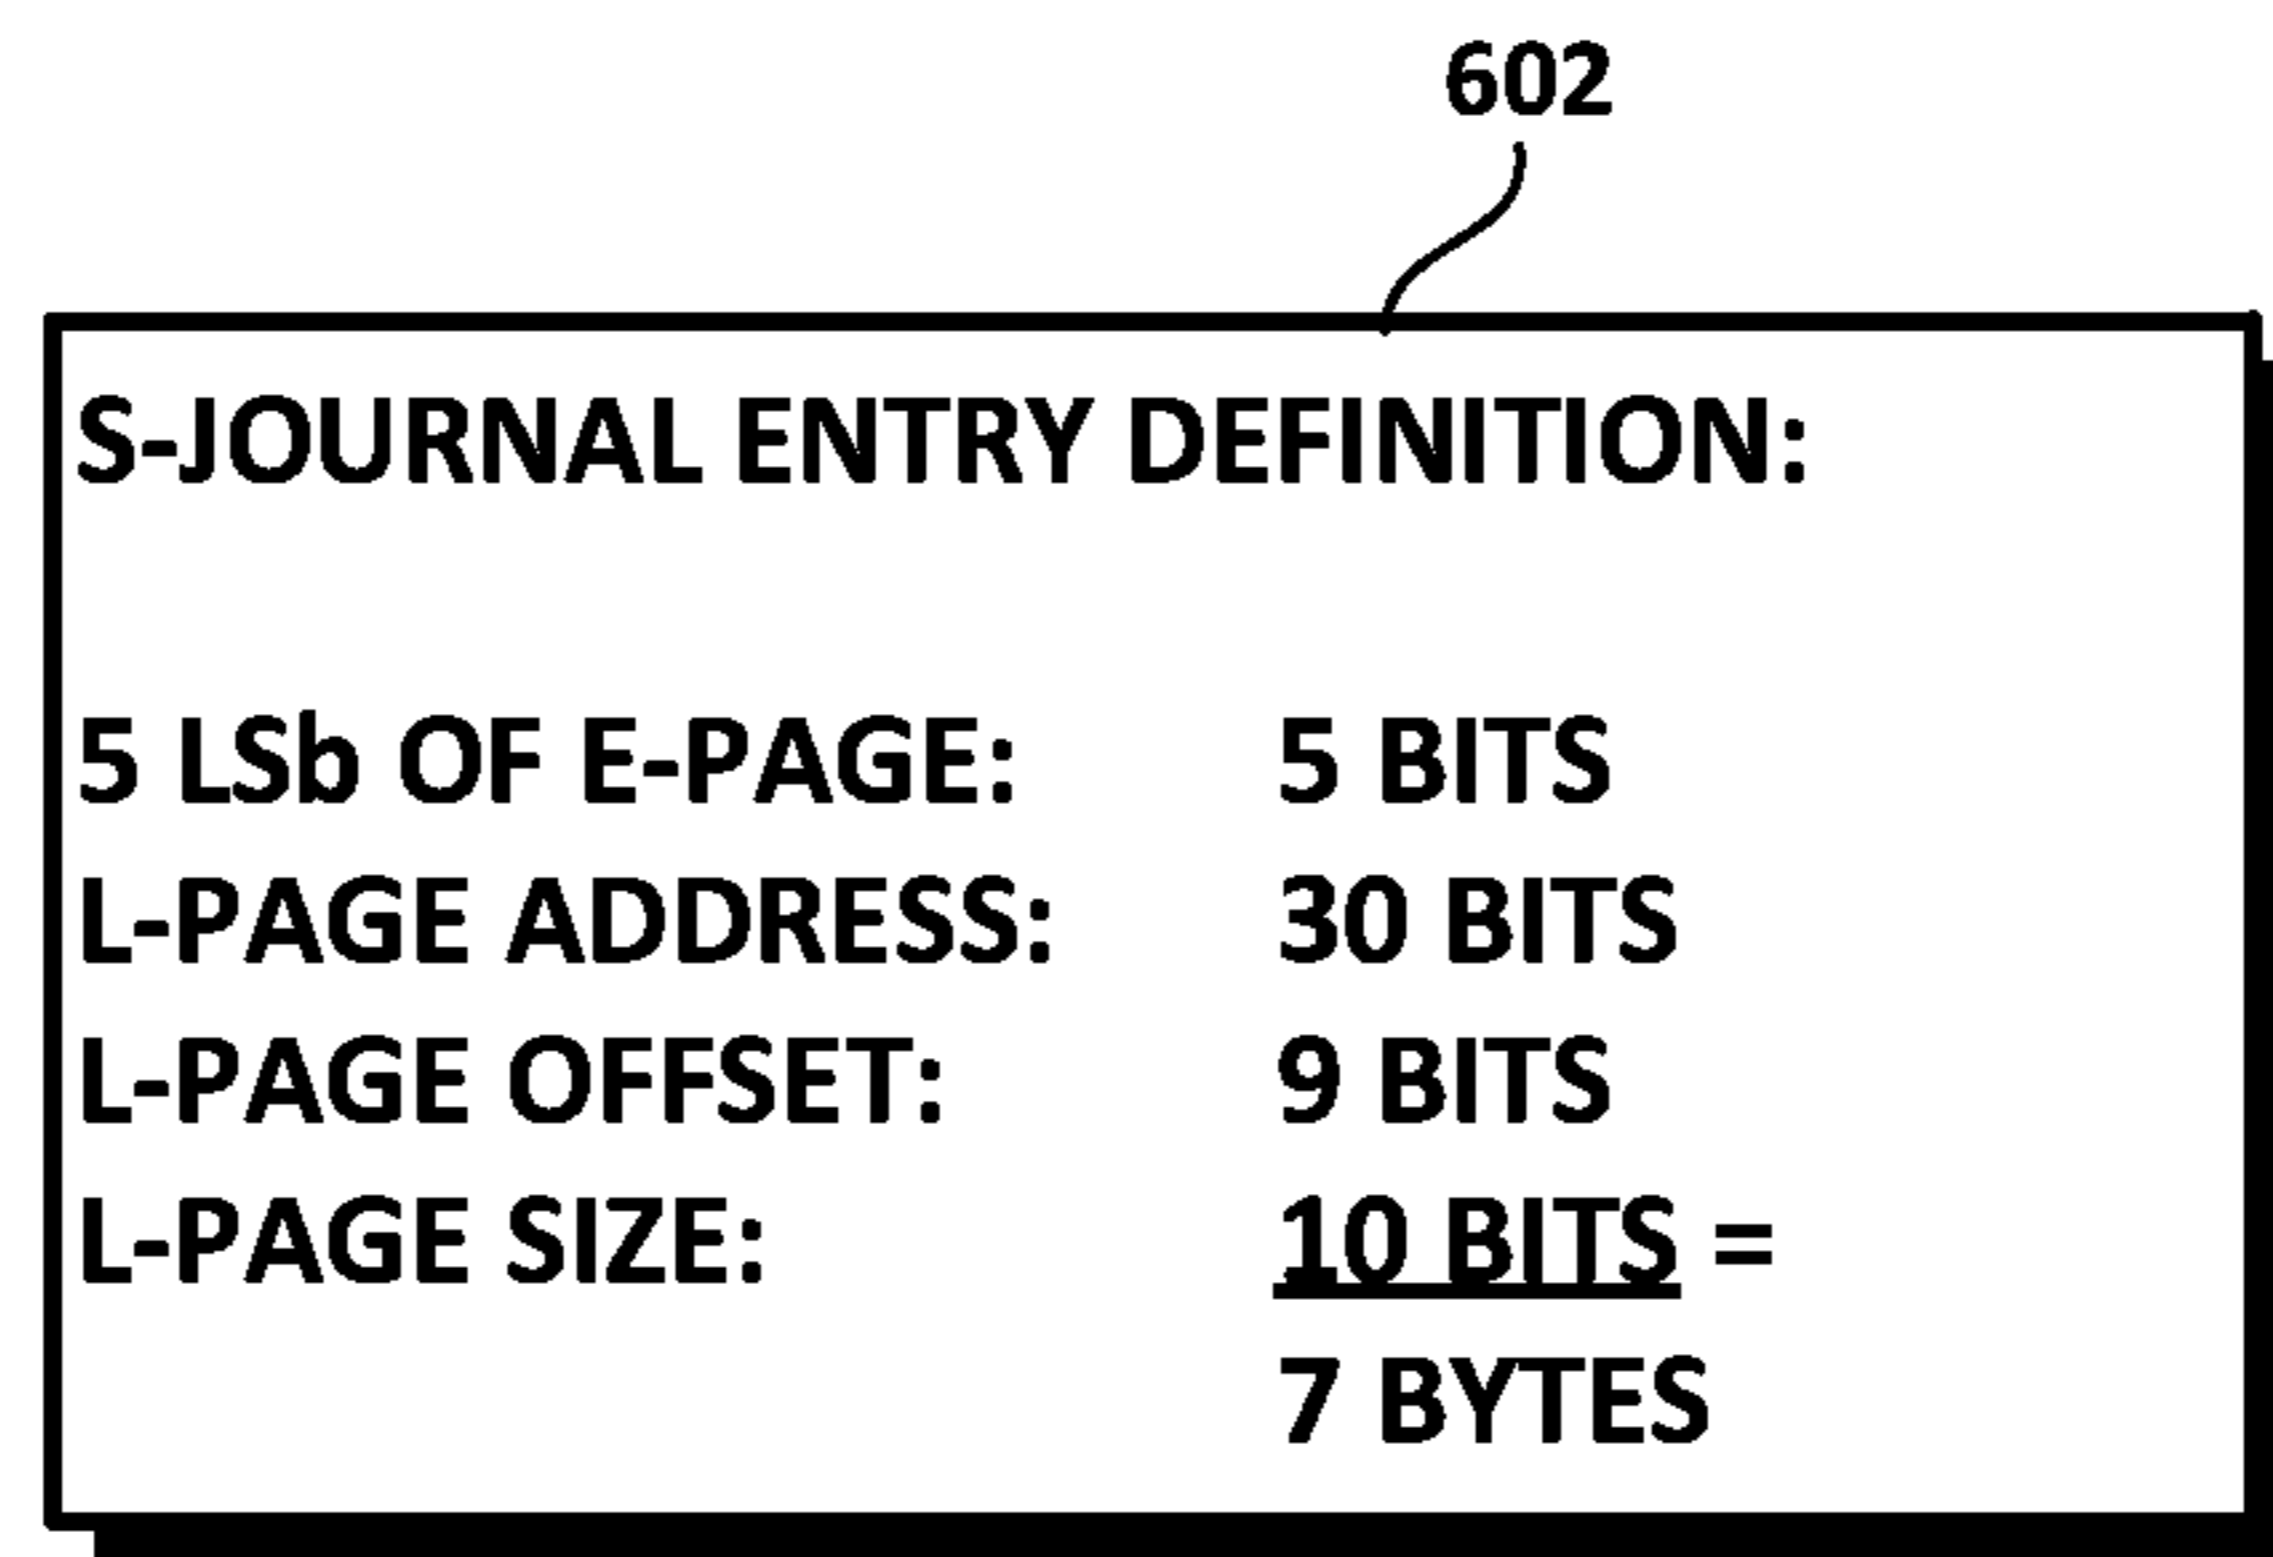 602
S-JOURNAL ENTRY DEFINITION:
5 LSb OF E-PAGE: 5 BITS
L-PAGE ADDRESS: 30 BITS
L-PAGE OFFSET: 9 BITS
L-PAGE SIZE: 10 BITS =
7 BYTES